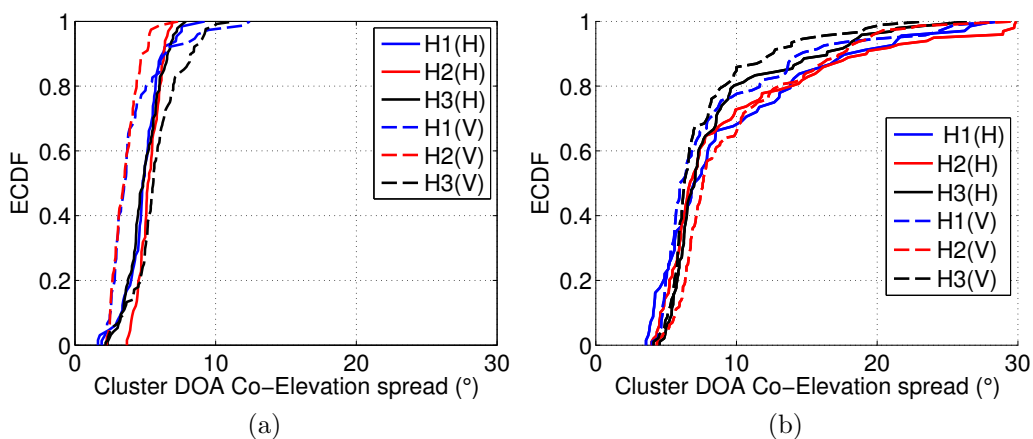 1
0.8
0.6
0.4
0.2
0
ECDF
0 10 20 30
Cluster DOA Co−Elevation spread (°)
H1(H)
H2(H)
H3(H)
H1(V)
H2(V)
H3(V)
(a)
1
0.8
0.6
0.4
0.2
0
ECDF
0 10 20 30
Cluster DOA Co−Elevation spread (°)
H1(H)
H2(H)
H3(H)
H1(V)
H2(V)
H3(V)
(b)